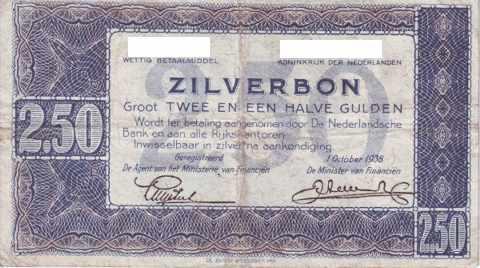 WETTIG BETAALMIDDEL
KONINKRIJK DER NEDERLANDEN
ZILVERBON
Groot TWEE EN EEN HALVE GULDEN
2.50
Wordt ter betaling aangenomen door De Nederlandsche
Bank en aan alle Rijkskantoren
Inwisselbaar in zilver na aankondiging.
Geregistreerd
1 October 1938
De Agent van het Ministerie van Financiën
De Minister van Financiën
2.50